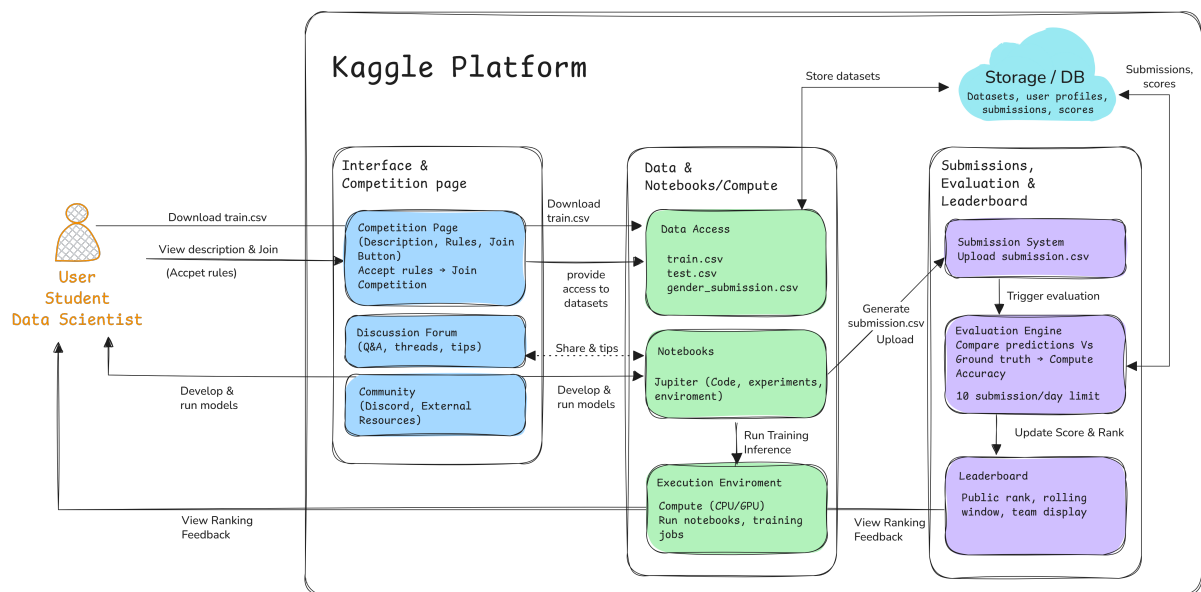 Kaggle Platform
Storage / DB
Datasets, user profiles,
submissions, scores
Store datasets
Submissions,
scores
Interface &
Competition page
Data &
Notebooks/Compute
Submissions,
Evaluation &
Leaderboard
User
Student
Data Scientist
Download train.csv
View description & Join
(Accpet rules)
Competition Page
(Description, Rules, Join
Button)
Accept rules → Join
Competition
Download
train.csv
provide
access to
datasets
Data Access
train.csv
test.csv
gender_submission.csv
Submission System
Upload submission.csv
Trigger evaluation
Generate
submission.csv
Upload
Discussion Forum
(Q&A, threads, tips)
Share & tips
Notebooks
Jupiter (Code, experiments,
enviroment)
Evaluation Engine
Compare predictions Vs
Ground truth → Compute
Accuracy
10 submission/day limit
Develop &
run models
Community
(Discord, External
Resources)
Develop &
run models
Run Training
Inference
Update Score & Rank
Execution Enviroment
Compute (CPU/GPU)
Run notebooks, training
jobs
Leaderboard
Public rank, rolling
window, team display
View Ranking
Feedback
View Ranking
Feedback